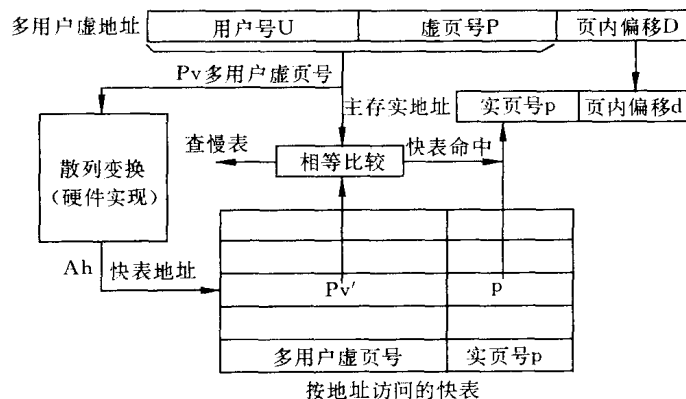 多用户虚地址 用户号U 虚页号P 页内偏移D
Pv多用户虚页号
主存实地址 实页号p 页内偏移d
查慢表 相等比较 快表命中
散列变换
(硬件实现)
Ah 快表地址
Pv′ p
多用户虚页号 实页号p
按地址访问的快表